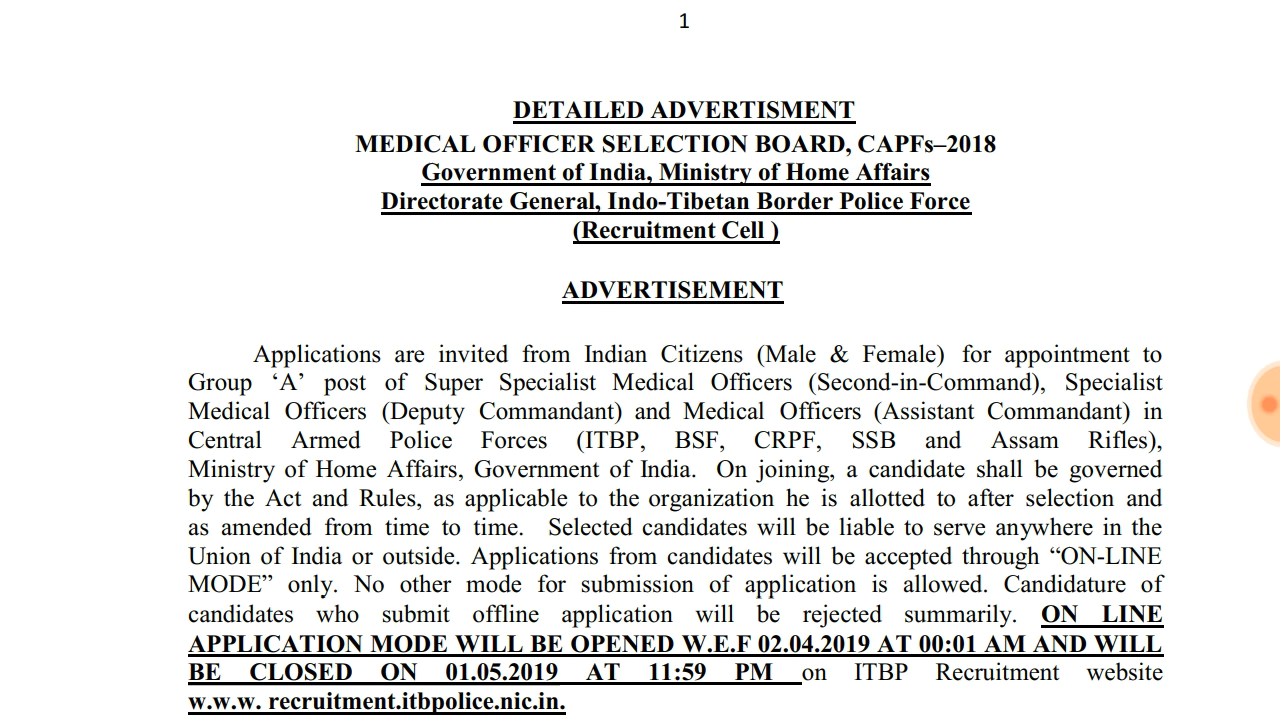 1
DETAILED ADVERTISMENT
MEDICAL OFFICER SELECTION BOARD, CAPFs–2018
Government of India, Ministry of Home Affairs
Directorate General, Indo-Tibetan Border Police Force
(Recruitment Cell )
ADVERTISEMENT
Applications are invited from Indian Citizens (Male & Female) for appointment to
Group ‘A’ post of Super Specialist Medical Officers (Second-in-Command), Specialist
Medical Officers (Deputy Commandant) and Medical Officers (Assistant Commandant) in
Central Armed Police Forces (ITBP, BSF, CRPF, SSB and Assam Rifles),
Ministry of Home Affairs, Government of India. On joining, a candidate shall be governed
by the Act and Rules, as applicable to the organization he is allotted to after selection and
as amended from time to time. Selected candidates will be liable to serve anywhere in the
Union of India or outside. Applications from candidates will be accepted through “ON-LINE
MODE” only. No other mode for submission of application is allowed. Candidature of
candidates who submit offline application will be rejected summarily. ON LINE
APPLICATION MODE WILL BE OPENED W.E.F 02.04.2019 AT 00:01 AM AND WILL
BE CLOSED ON 01.05.2019 AT 11:59 PM on ITBP Recruitment website
w.w.w. recruitment.itbpolice.nic.in.